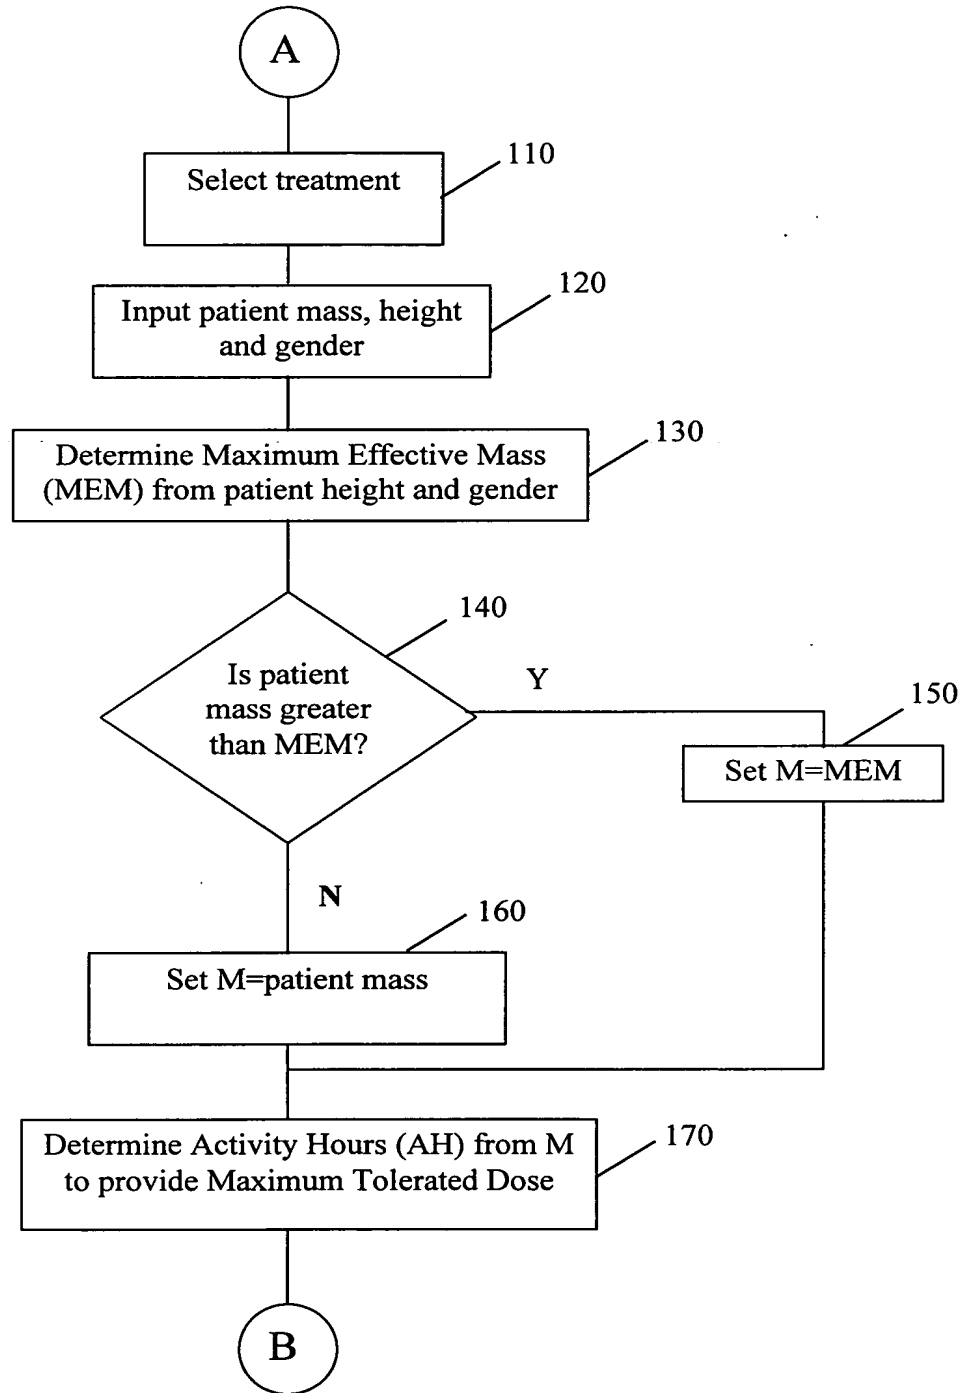 A
110
Select treatment
120
Input patient mass, height
and gender
130
Determine Maximum Effective Mass
(MEM) from patient height and gender
140
Is patient
mass greater
than MEM?
Y
150
Set M=MEM
N
160
Set M=patient mass
170
Determine Activity Hours (AH) from M
to provide Maximum Tolerated Dose
B